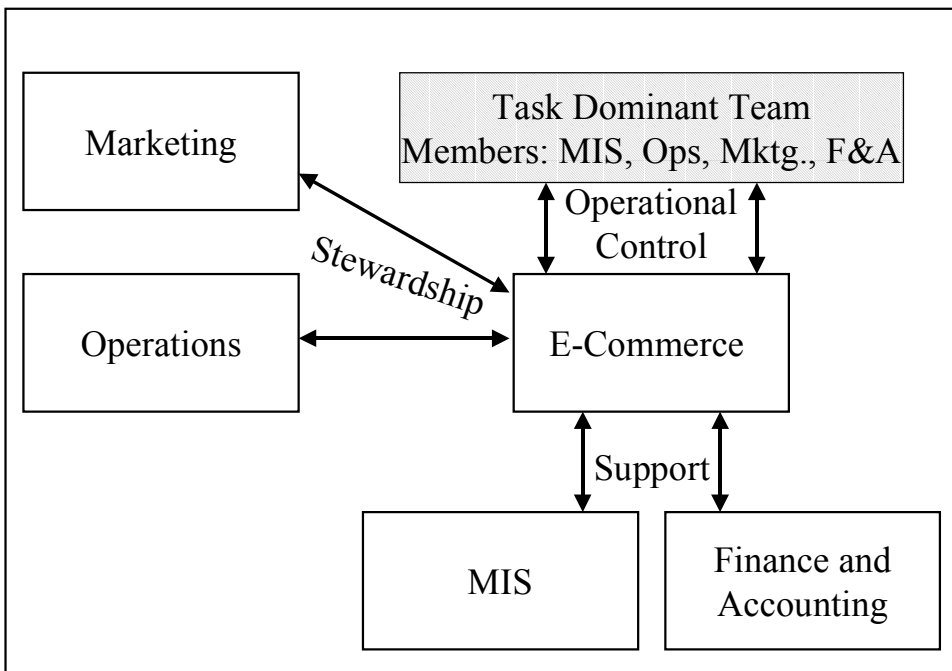 Marketing
Task Dominant Team
Members: MIS, Ops, Mktg., F&A
Operational
Control
Stewardship
Operations
E-Commerce
Support
MIS
Finance and
Accounting